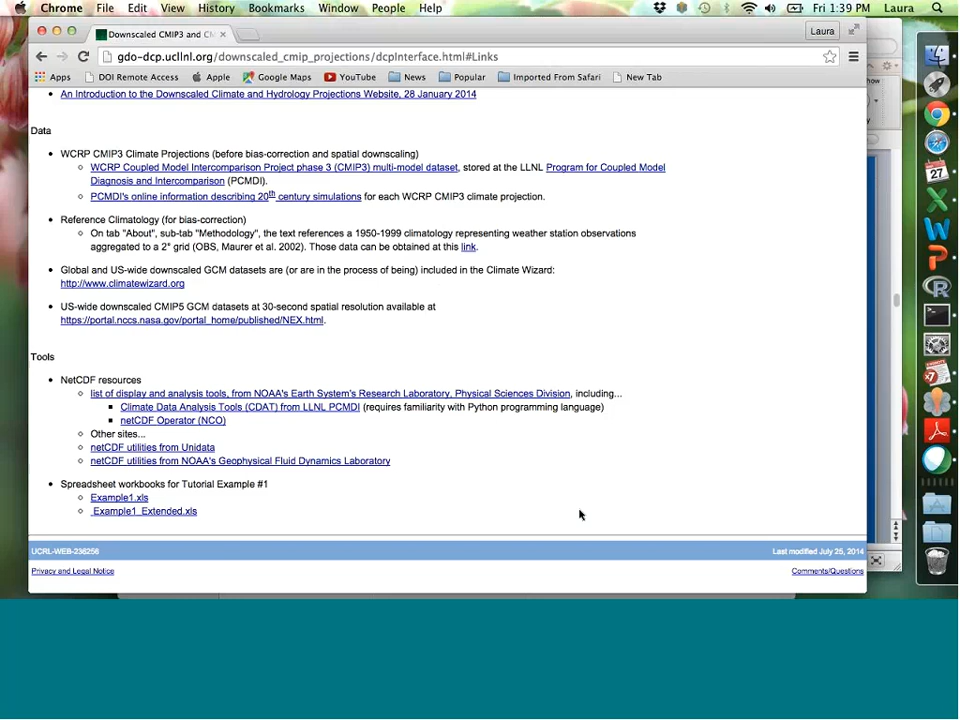 Chrome File Edit View History Bookmarks Window People Help Fri 1:39 PM Laura
Downscaled CMIP3 and C Laura
gdo-dcp.ucllnl.org/downscaled_cmip_projections/dcpInterface.html#Links
Apps DOI Remote Access Apple Google Maps YouTube News Popular Imported From Safari New Tab
An Introduction to the Downscaled Climate and Hydrology Projections Website, 28 January 2014
Data
WCRP CMIP3 Climate Projections (before bias-correction and spatial downscaling)
WCRP Coupled Model Intercomparison Project phase 3 (CMIP3) multi-model dataset, stored at the LLNL Program for Coupled Model
Diagnosis and Intercomparison (PCMDI).
PCMDI's online information describing 20th century simulations for each WCRP CMIP3 climate projection.
Reference Climatology (for bias-correction)
On tab "About", sub-tab "Methodology", the text references a 1950-1999 climatology representing weather station observations
aggregated to a 2° grid (OBS, Maurer et al. 2002). Those data can be obtained at this link.
Global and US-wide downscaled GCM datasets are (or are in the process of being) included in the Climate Wizard:
http://www.climatewizard.org
US-wide downscaled CMIP5 GCM datasets at 30-second spatial resolution available at
https://portal.nccs.nasa.gov/portal_home/published/NEX.html.
Tools
NetCDF resources
list of display and analysis tools, from NOAA's Earth System's Research Laboratory, Physical Sciences Division, including...
Climate Data Analysis Tools (CDAT) from LLNL PCMDI (requires familiarity with Python programming language)
netCDF Operator (NCO)
Other sites...
netCDF utilities from Unidata
netCDF utilities from NOAA's Geophysical Fluid Dynamics Laboratory
Spreadsheet workbooks for Tutorial Example #1
Example1.xls
Example1_Extended.xls
UCRL-WEB-236256 Last modified July 25, 2014
Privacy and Legal Notice Comments/Questions